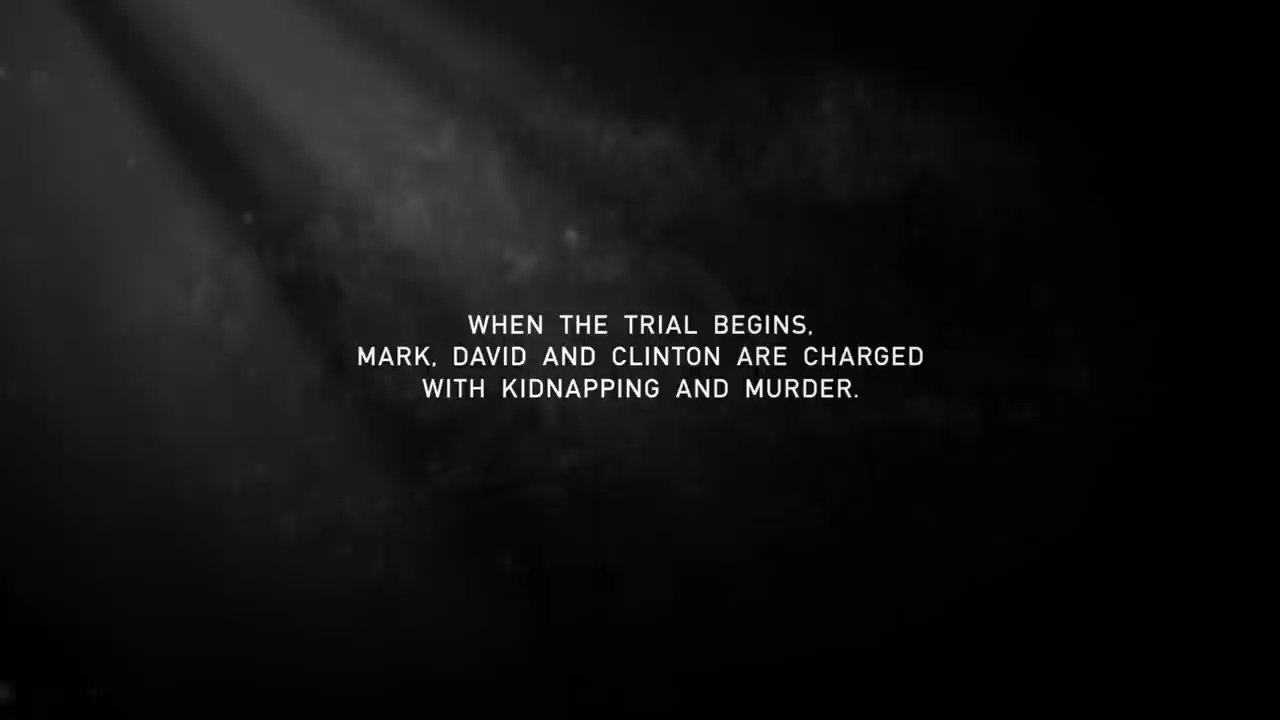 WHEN THE TRIAL BEGINS,
MARK, DAVID AND CLINTON ARE CHARGED
WITH KIDNAPPING AND MURDER.